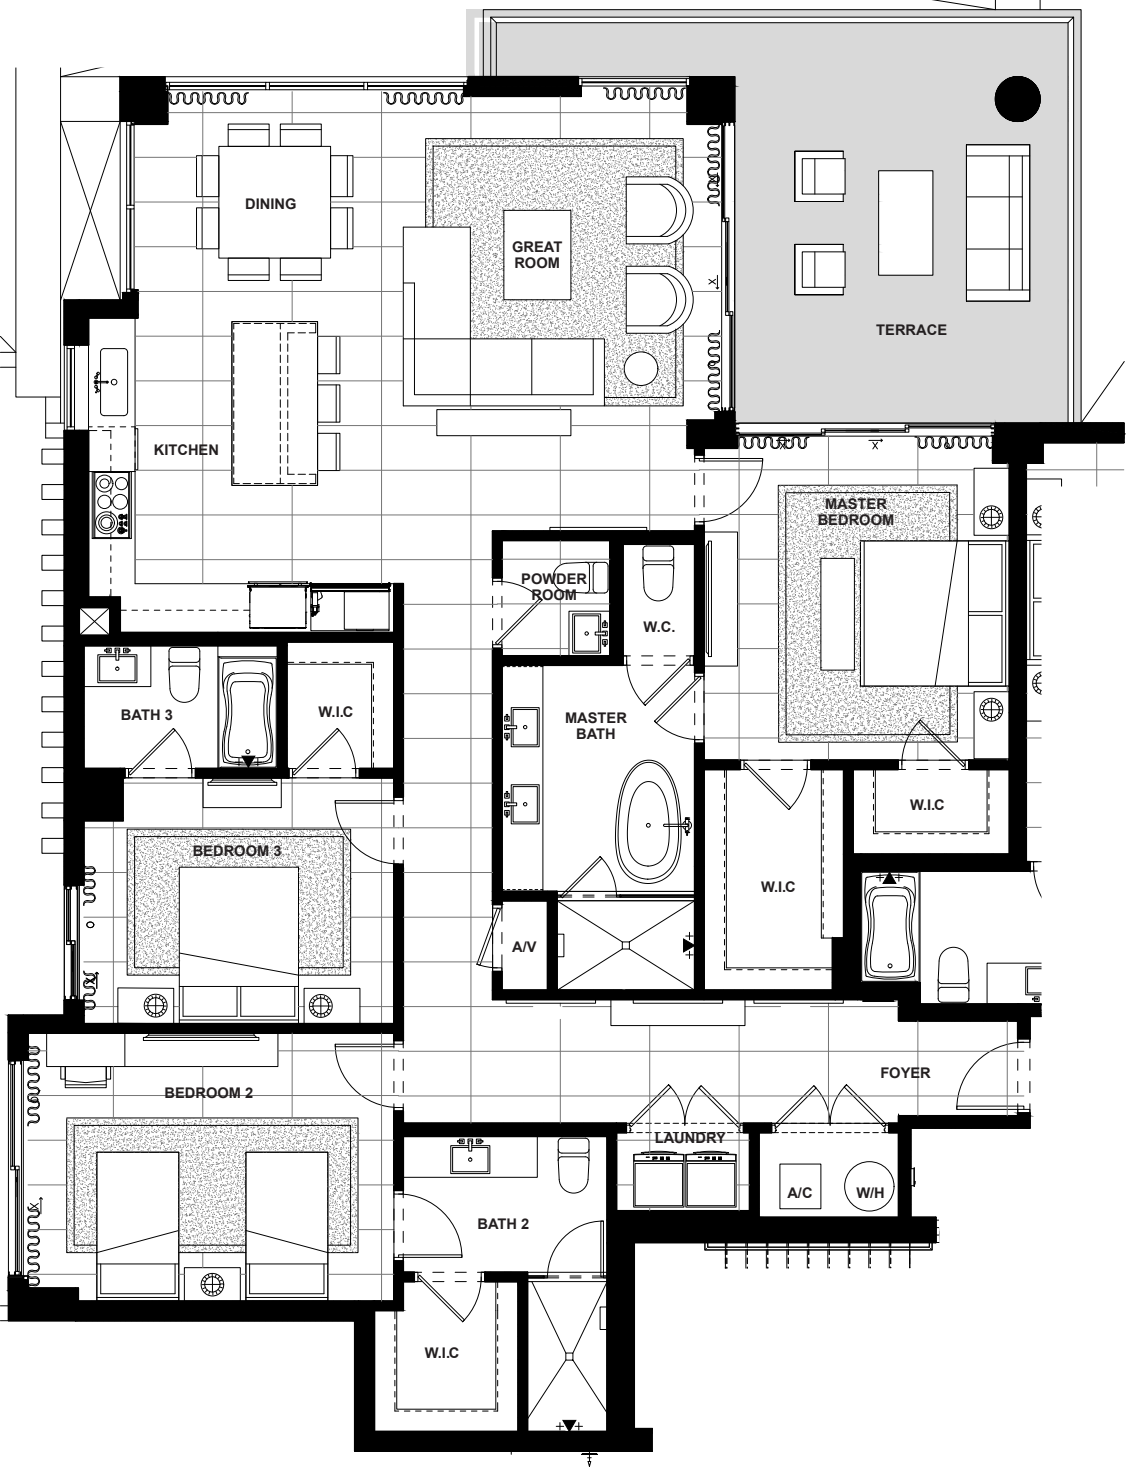 DINING
GREAT
ROOM
TERRACE
KITCHEN
MASTER
BEDROOM
POWDER
ROOM
W.C.
BATH 3
W.I.C
MASTER
BATH
W.I.C
BEDROOM 3
W.I.C
A/V
FOYER
BEDROOM 2
LAUNDRY
A/C
W/H
BATH 2
W.I.C
X
X
X
X
X